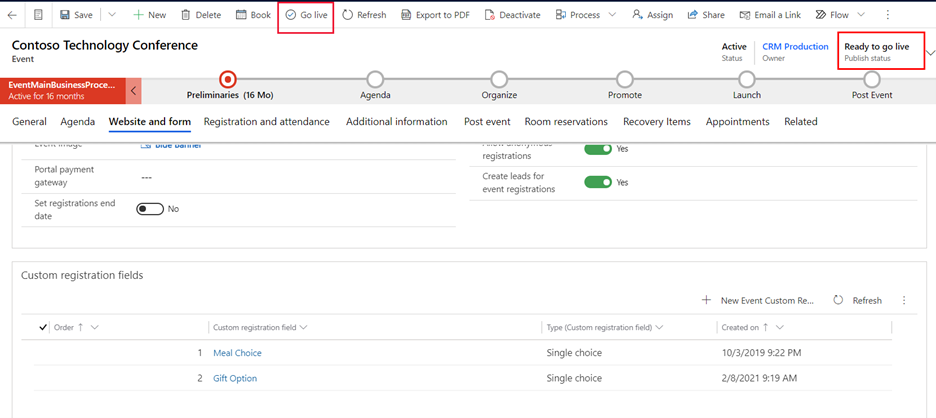 Save
New
Delete
Book
Go live
Refresh
Export to PDF
Deactivate
Process
Assign
Share
Email a Link
Flow
Contoso Technology Conference
Event
Active
Status
CRM Production
Owner
Ready to go live
Publish status
EventMainBusinessProce...
Active for 16 months
Preliminaries (16 Mo)
Agenda
Organize
Promote
Launch
Post Event
General
Agenda
Website and form
Registration and attendance
Additional information
Post event
Room reservations
Recovery Items
Appointments
Related
Event image
Blue Banner
Allow anonymous
registrations
Yes
Portal payment
gateway
---
Create leads for
event registrations
Yes
Set registrations end
date
No
Custom registration fields
New Event Custom Re...
Refresh
Order
Custom registration field
Type (Custom registration field)
Created on
1 Meal Choice Single choice 10/3/2019 9:22 PM
2 Gift Option Single choice 2/8/2021 9:19 AM